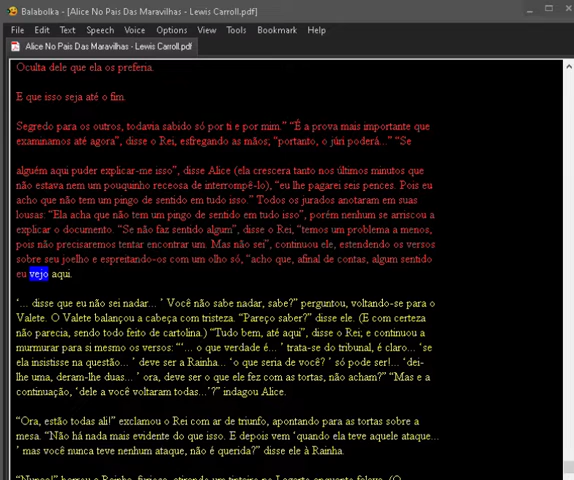 Balabolka - [Alice No Pais Das Maravilhas - Lewis Carroll.pdf]
File Edit Text Speech Voice Options View Tools Bookmark Help
Alice No Pais Das Maravilhas - Lewis Carroll.pdf
Oculta dele que ela os preferia.
E que isso seja até o fim.
Segredo para os outros, todavia sabido só por ti e por mim.” “É a prova mais importante que
examinamos até agora”, disse o Rei, esfregando as mãos; “portanto, o júri poderá...” “Se
alguém aqui puder explicar-me isso”, disse Alice (ela crescera tanto nos últimos minutos que
não estava nem um pouquinho receosa de interrompê-lo), “eu lhe pagarei seis pences. Pois eu
acho que não tem um pingo de sentido em tudo isso.” Todos os jurados anotaram em suas
lousas: “Ela acha que não tem um pingo de sentido em tudo isso”, porém nenhum se arriscou a
explicar o documento. “Se não faz sentido algum”, disse o Rei, “temos um problema a menos,
pois não precisaremos tentar encontrar um. Mas não sei”, continuou ele, estendendo os versos
sobre seu joelho e espreitando-os com um olho só, “acho que, afinal de contas, algum sentido
eu vejo aqui.
‘... disse que eu não sei nadar... ’ Você não sabe nadar, sabe?” perguntou, voltando-se para o
Valete. O Valete balançou a cabeça com tristeza. “Pareço saber?” disse ele. (E com certeza
não parecia, sendo todo feito de cartolina.) “Tudo bem, até aqui”, disse o Rei; e continuou a
murmurar para si mesmo os versos: “‘... o que verdade é... ’ trata-se do tribunal, é claro... ‘se
ela insistisse na questão... ’ deve ser a Rainha... ‘o que seria de você? ’ só pode ser!... ‘dei-
lhe uma, deram-lhe duas... ’ ora, deve ser o que ele fez com as tortas, não acham?” “Mas e a
continuação, ‘dele a você voltaram todas...’?” indagou Alice.
“Ora, estão todas ali!” exclamou o Rei com ar de triunfo, apontando para as tortas sobre a
mesa. “Não há nada mais evidente do que isso. E depois vem ‘quando ela teve aquele ataque...
’ mas você nunca teve nenhum ataque, não é querida?” disse ele à Rainha.